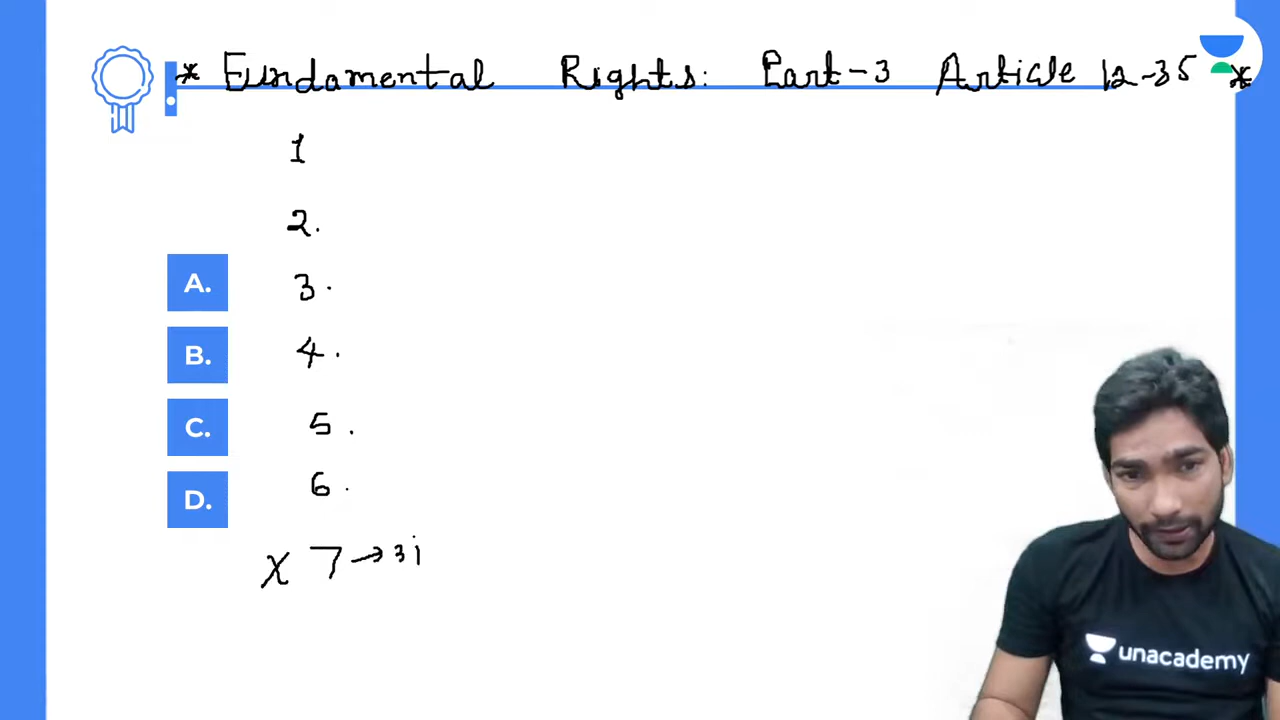 * Fundamental Rights: Part-3 Article 12-35 *
1
2.
A. 3.
B. 4.
C. 5.
D. 6.
X 7 → 31
unacademy